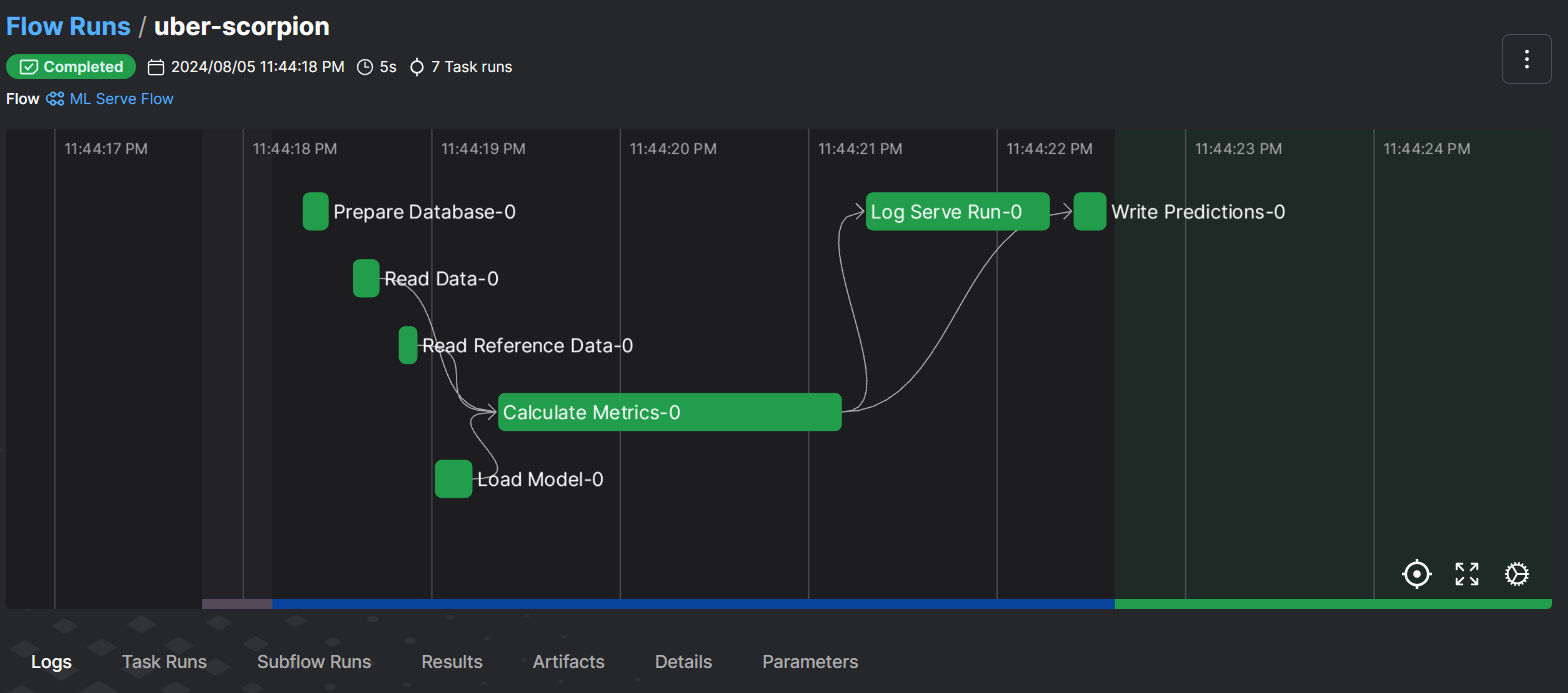 Flow Runs / uber-scorpion
Completed 2024/08/05 11:44:18 PM 5s 7 Task runs
Flow ML Serve Flow
11:44:17 PM 11:44:18 PM 11:44:19 PM 11:44:20 PM 11:44:21 PM 11:44:22 PM 11:44:23 PM 11:44:24 PM
Prepare Database-0 Log Serve Run-0 Write Predictions-0
Read Data-0
Read Reference Data-0
Calculate Metrics-0
Load Model-0
Logs Task Runs Subflow Runs Results Artifacts Details Parameters